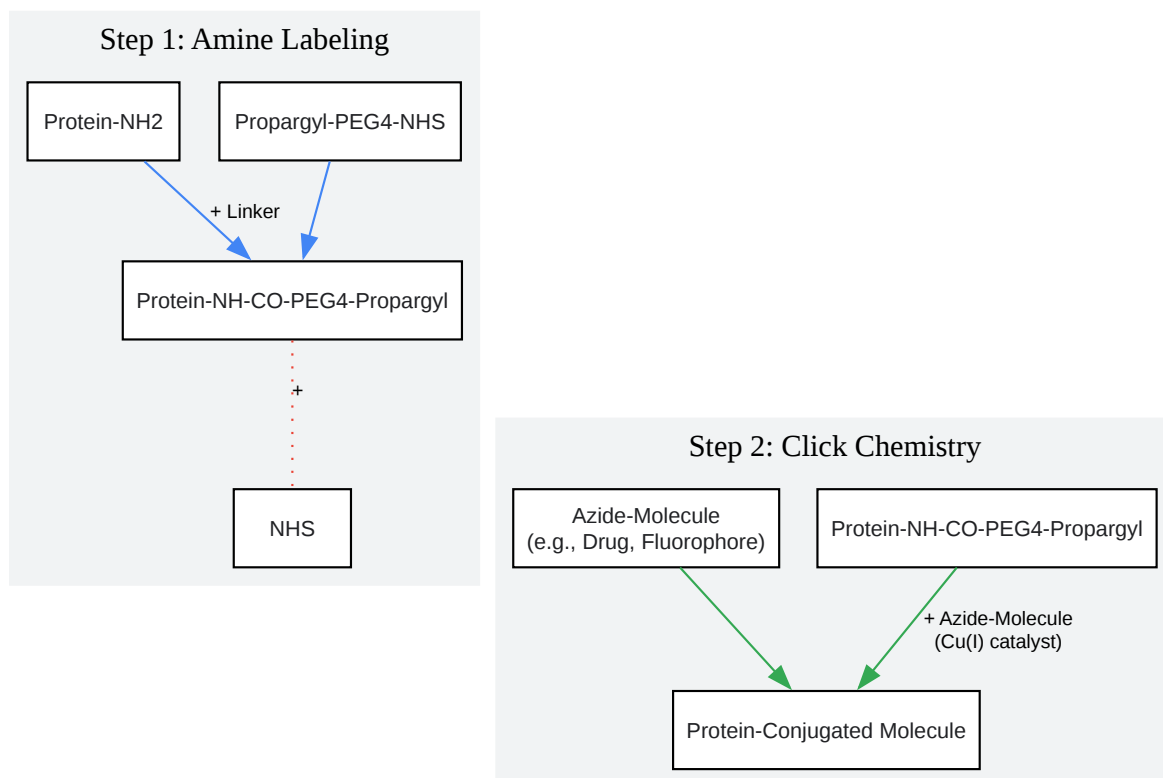 Step 1: Amine Labeling
Protein-NH2
Propargyl-PEG4-NHS
+ Linker
Protein-NH-CO-PEG4-Propargyl
+
NHS
Step 2: Click Chemistry
Azide-Molecule
(e.g., Drug, Fluorophore)
Protein-NH-CO-PEG4-Propargyl
+ Azide-Molecule
(Cu(I) catalyst)
Protein-Conjugated Molecule